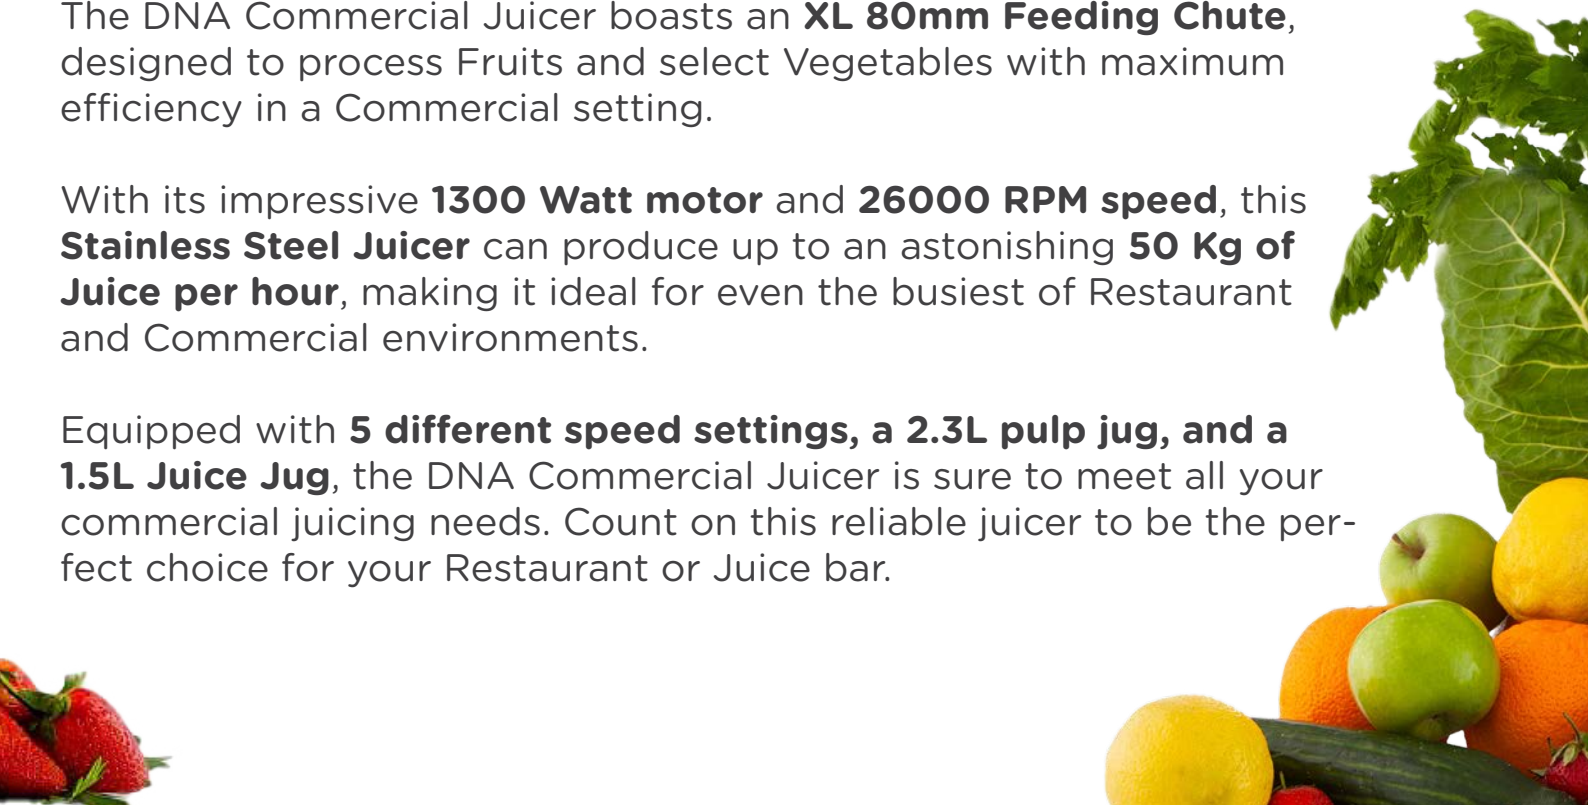 The DNA Commercial Juicer boasts an XL 80mm Feeding Chute,
designed to process Fruits and select Vegetables with maximum
efficiency in a Commercial setting.
With its impressive 1300 Watt motor and 26000 RPM speed, this
Stainless Steel Juicer can produce up to an astonishing 50 Kg of
Juice per hour, making it ideal for even the busiest of Restaurant
and Commercial environments.
Equipped with 5 different speed settings, a 2.3L pulp jug, and a
1.5L Juice Jug, the DNA Commercial Juicer is sure to meet all your
commercial juicing needs. Count on this reliable juicer to be the per-
fect choice for your Restaurant or Juice bar.